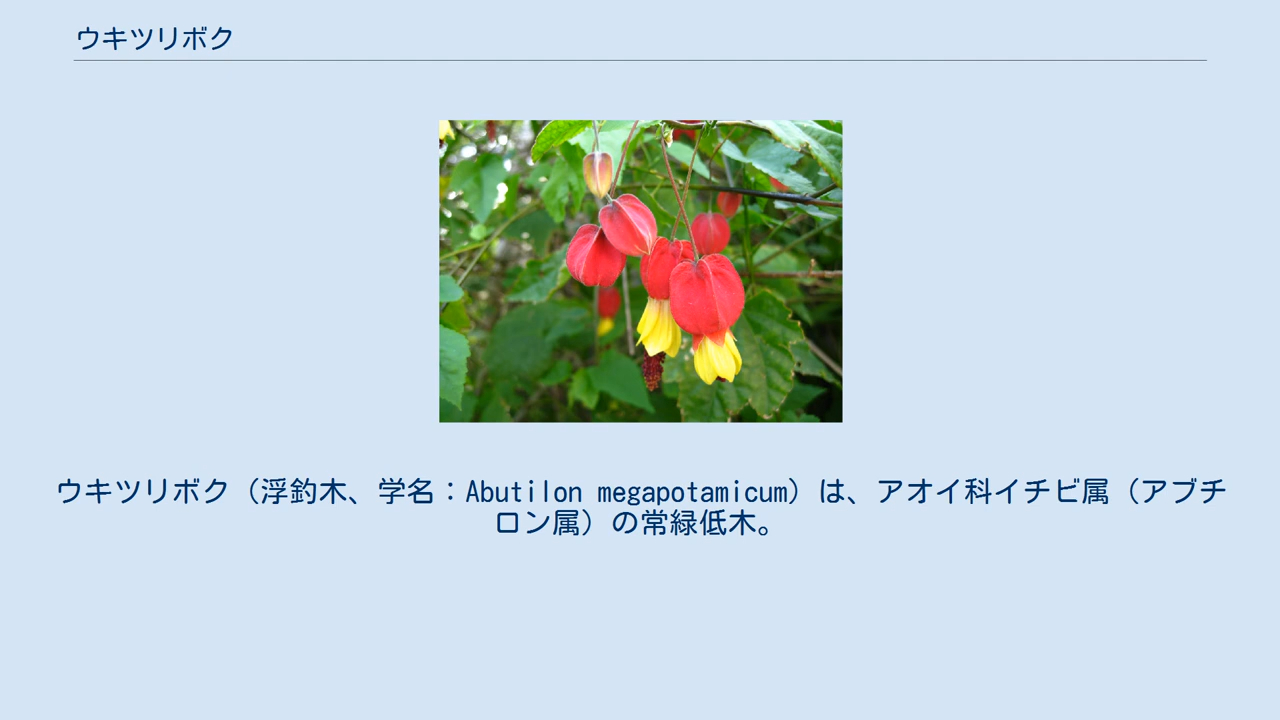 ウキツリボク
ウキツリボク（浮釣木、学名：Abutilon megapotamicum）は、アオイ科イチビ属（アブチ
ロン属）の常緑低木。